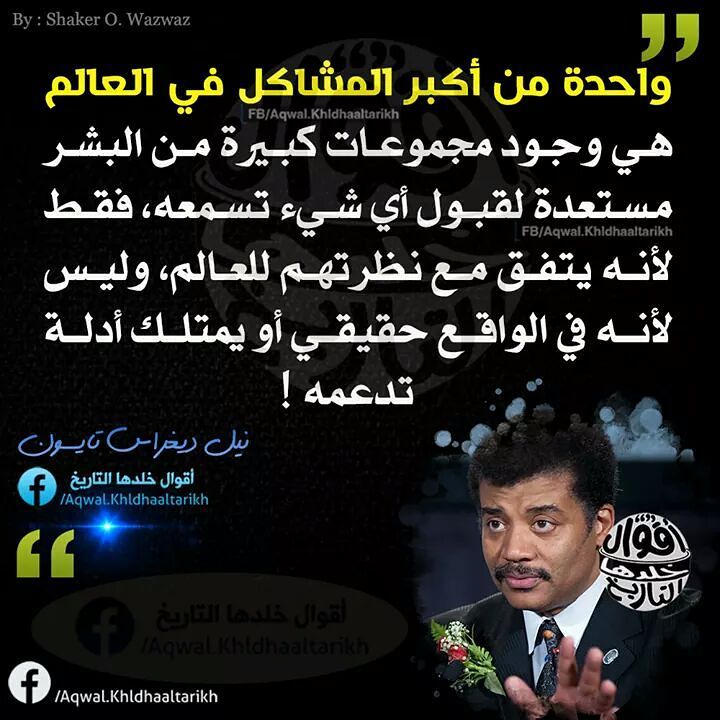 By : Shaker O. Wazwaz
واحدة من أكبر المشاكل في العالم
FB/Aqwal.Khldhaaltarikh
هي وجود مجموعات كبيرة من البشر
مستعدة لقبول أي شيء تسمعه، فقط
FB/Aqwal.Khldhaaltarikh
لأنه يتفق مع نظرتهم للعالم، وليس
لأنه في الواقع حقيقي أو يمتلك أدلة
تدعمه !
نيل ديغراس تايسون
أقوال خلدها التاريخ
/Aqwal.Khldhaaltarikh
أقوال
خلدها
التاريخ
أقوال خلدها التاريخ
/Aqwal.Khldhaaltarikh
/Aqwal.Khldhaaltarikh